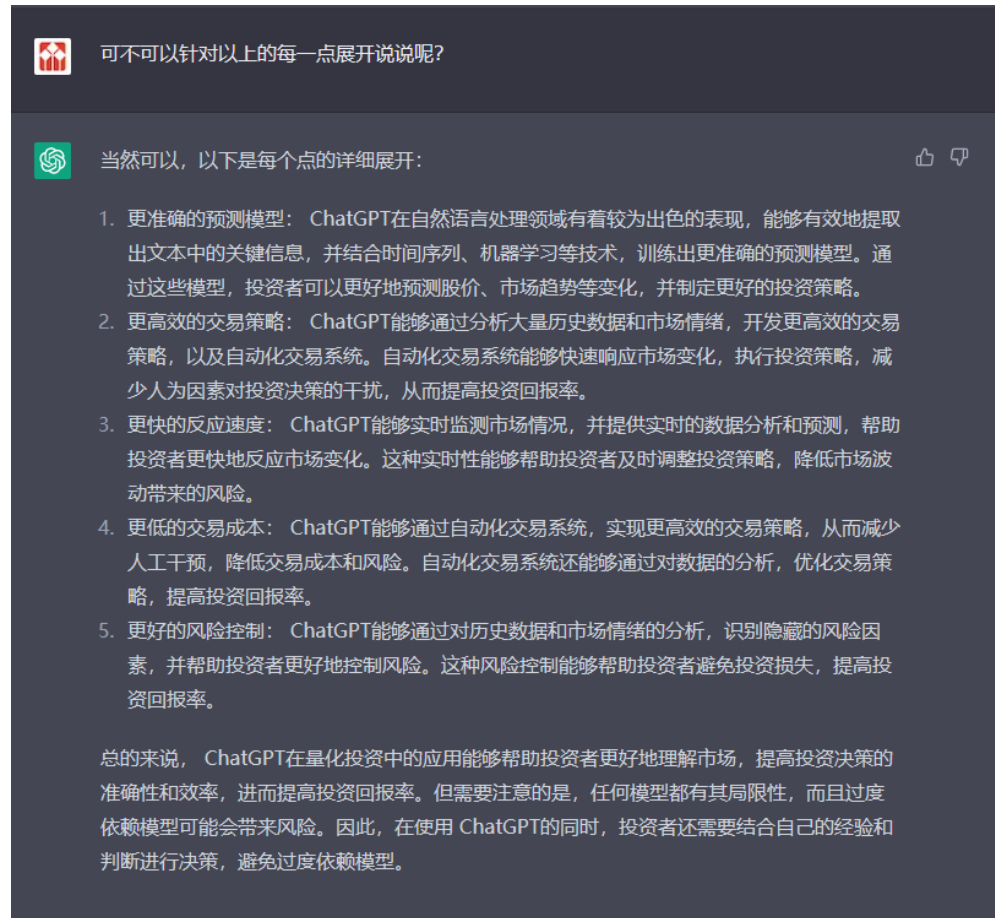 可不可以针对以上的每一点展开说说呢？
当然可以，以下是每个点的详细展开：
1. 更准确的预测模型： ChatGPT在自然语言处理领域有着较为出色的表现，能够有效地提取
出文本中的关键信息，并结合时间序列、机器学习等技术，训练出更准确的预测模型。通
过这些模型，投资者可以更好地预测股价、市场趋势等变化，并制定更好的投资策略。
2. 更高效的交易策略： ChatGPT能够通过分析大量历史数据和市场情绪，开发更高效的交易
策略，以及自动化交易系统。自动化交易系统能够快速响应市场变化，执行投资策略，减
少人为因素对投资决策的干扰，从而提高投资回报率。
3. 更快的反应速度： ChatGPT能够实时监测市场情况，并提供实时的数据分析和预测，帮助
投资者更快地反应市场变化。这种实时性能够帮助投资者及时调整投资策略，降低市场波
动带来的风险。
4. 更低的交易成本： ChatGPT能够通过自动化交易系统，实现更高效的交易策略，从而减少
人工干预，降低交易成本和风险。自动化交易系统还能够通过对数据的分析，优化交易策
略，提高投资回报率。
5. 更好的风险控制： ChatGPT能够通过对历史数据和市场情绪的分析，识别隐藏的风险因
素，并帮助投资者更好地控制风险。这种风险控制能够帮助投资者避免投资损失，提高投
资回报率。
总的来说， ChatGPT在量化投资中的应用能够帮助投资者更好地理解市场，提高投资决策的
准确性和效率，进而提高投资回报率。但需要注意的是，任何模型都有其局限性，而且过度
依赖模型可能会带来风险。因此，在使用 ChatGPT的同时，投资者还需要结合自己的经验和
判断进行决策，避免过度依赖模型。